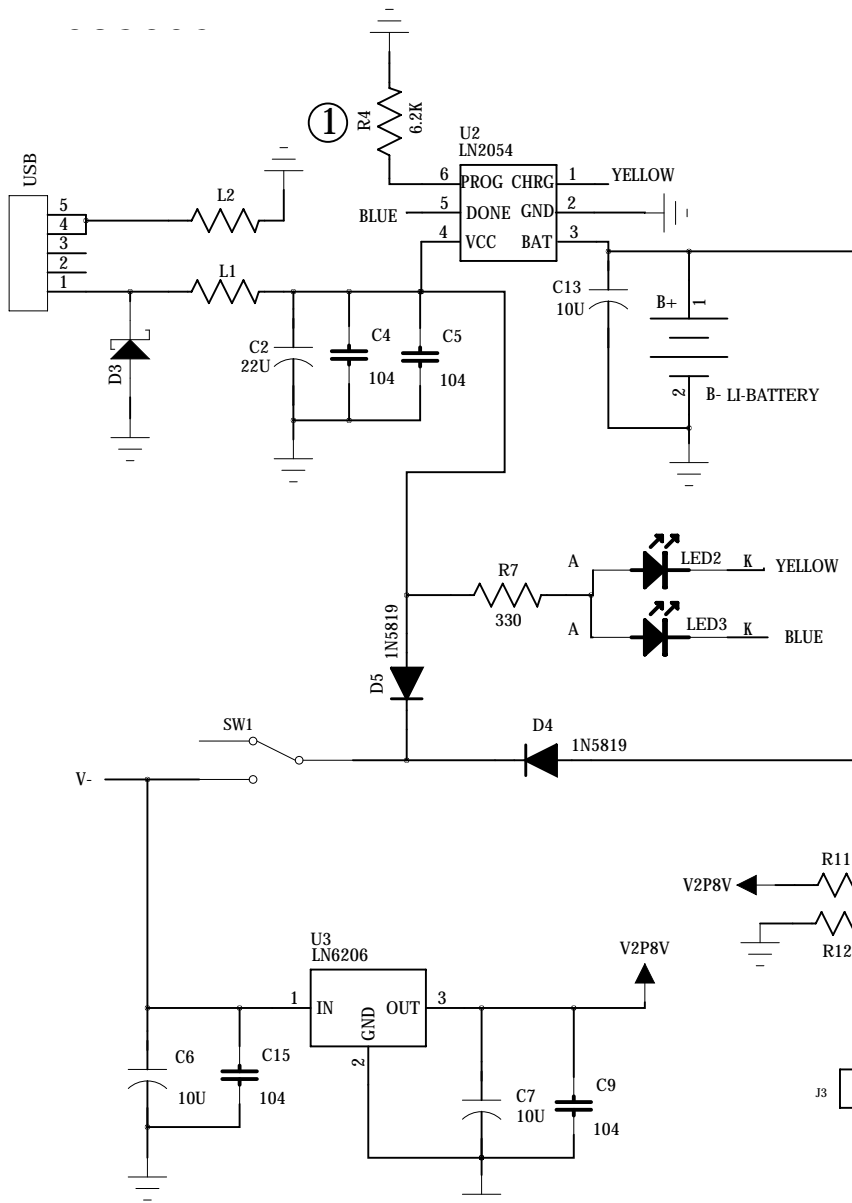 1
R4
6.2K
U2
LN2054
USB
5
4
3
2
1
L2
L1
6 PROG CHRG 1 YELLOW
BLUE 5 DONE GND 2
4 VCC BAT 3
D3
C2
22U
C4
104
C5
104
C13
10U
B+ 1
2 B- LI-BATTERY
R7
330
A LED2 K YELLOW
A LED3 K BLUE
1N5819
D5
SW1
D4
1N5819
V-
V2P8V R11
R12
U3
LN6206
V2P8V
1 IN OUT 3
GND
2
C6
10U
C15
104
C7
10U
C9
104
J3